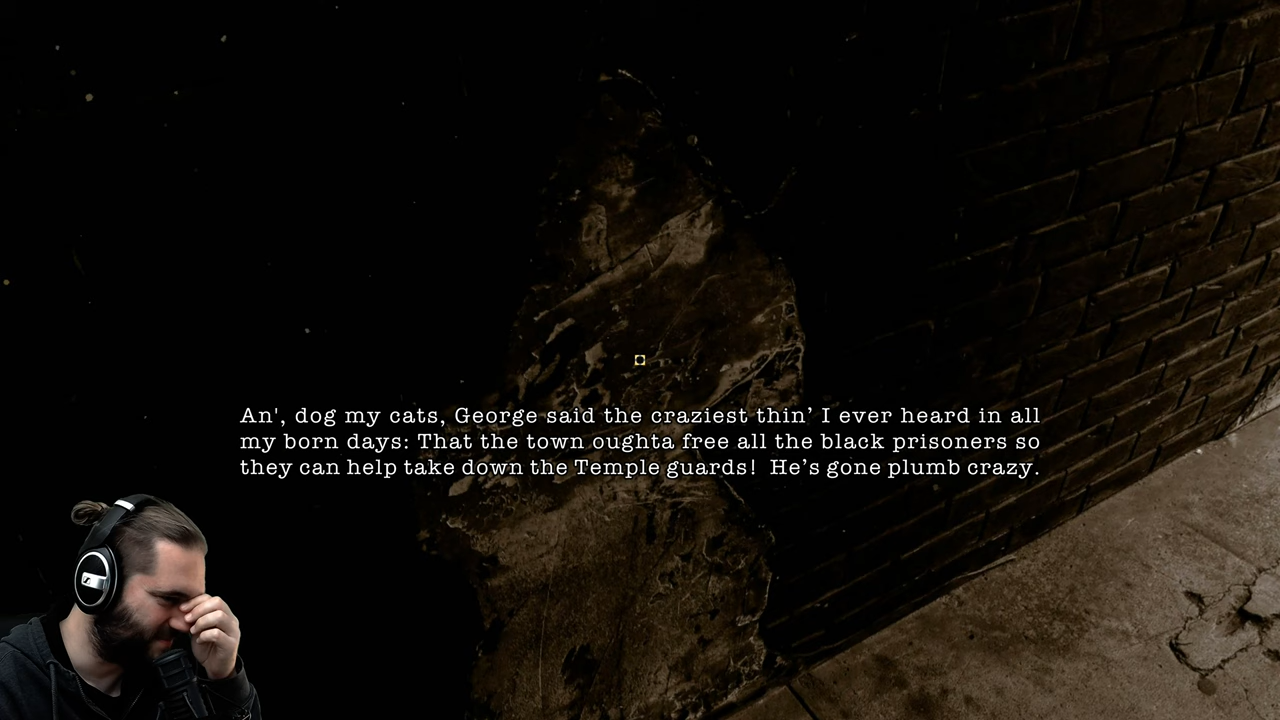 An', dog my cats, George said the craziest thin’ I ever heard in all
my born days: That the town oughta free all the black prisoners so
they can help take down the Temple guards!  He’s gone plumb crazy.